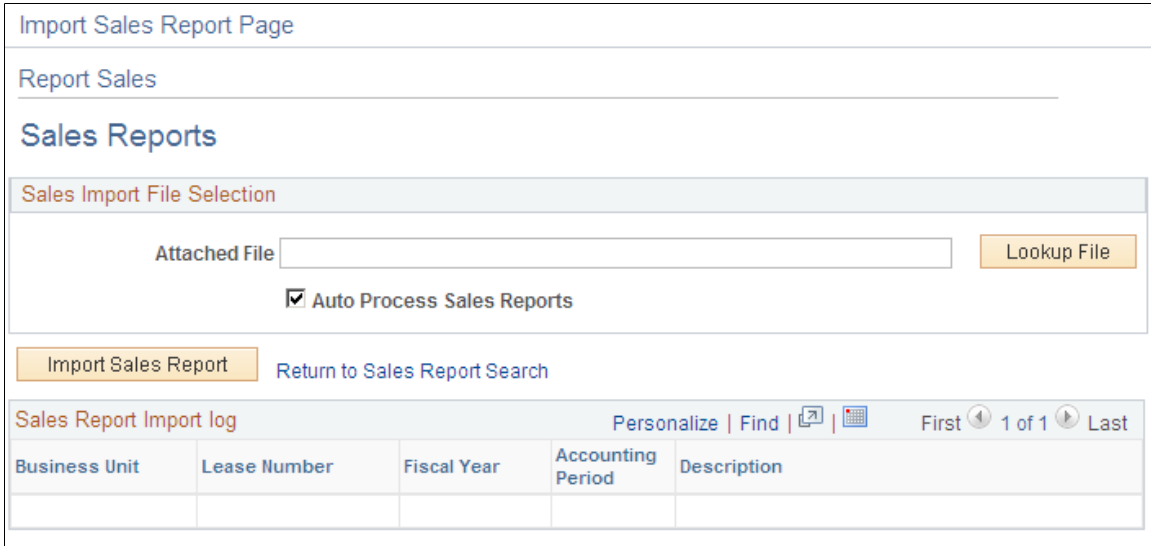 Import Sales Report Page
Report Sales
Sales Reports
Sales Import File Selection
Attached File Lookup File
Auto Process Sales Reports
Import Sales Report Return to Sales Report Search
Sales Report Import log Personalize | Find | | First 1 of 1 Last
Business Unit Lease Number Fiscal Year Accounting Period Description